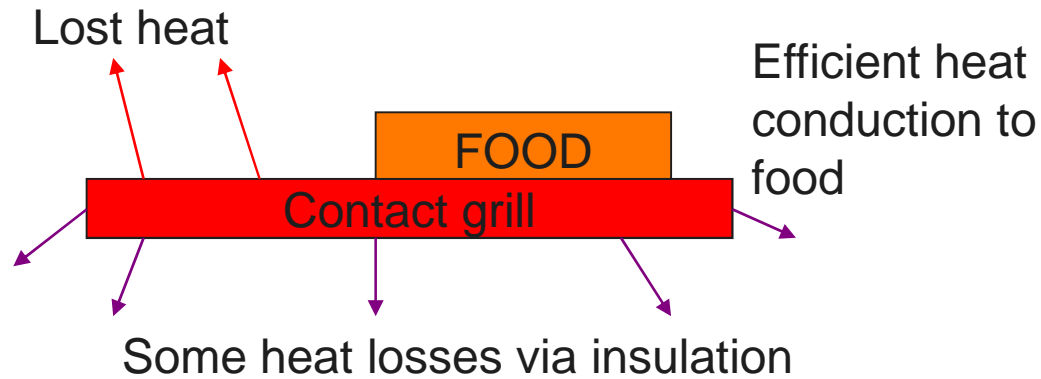 Lost heat
Efficient heat
conduction to
food
FOOD
Contact grill
Some heat losses via insulation